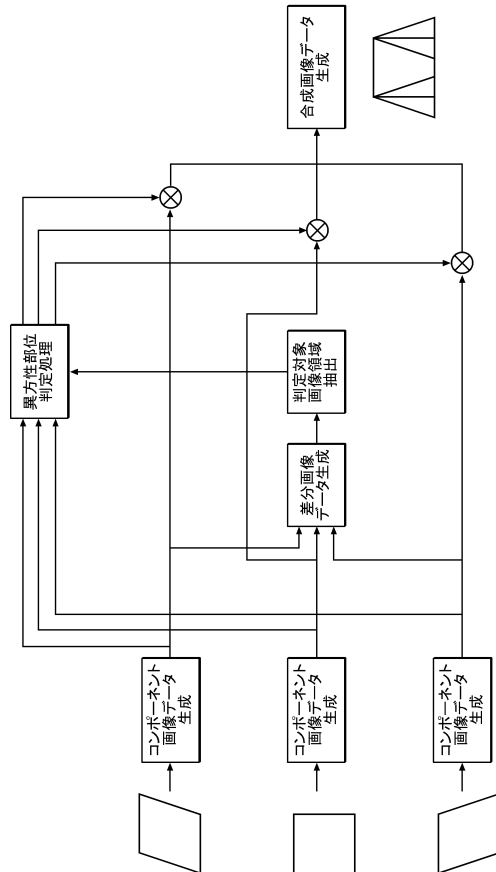 コンポーネント
画像データ
生成
コンポーネント
画像データ
生成
コンポーネント
画像データ
生成
差分画像
データ生成
判定対象
画像領域
抽出
異方性部位
判定処理
合成画像データ
生成